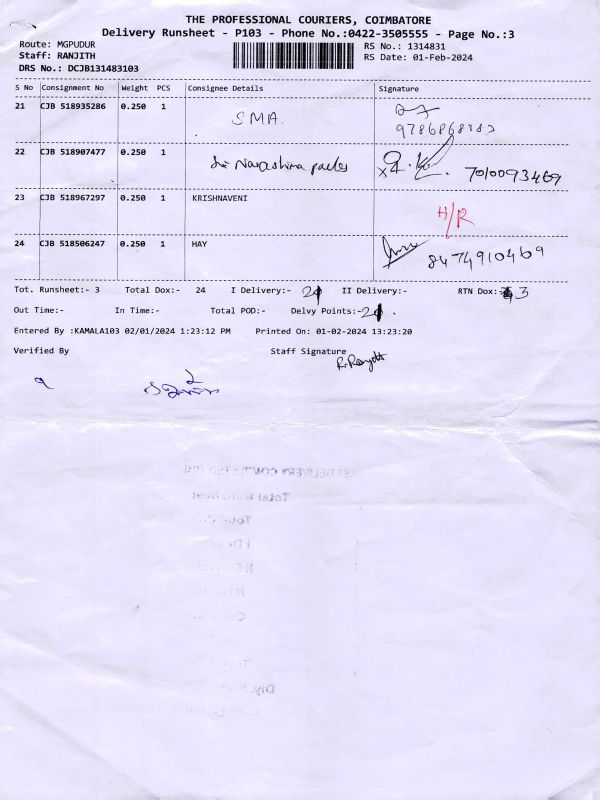 THE PROFESSIONAL COURIERS, COIMBATORE
Delivery Runsheet - P103 - Phone No.:0422-3505555 - Page No.:3
Route: MGPUDUR
RS No.: 1314831
Staff: RANJITH
RS Date: 01-Feb-2024
DRS No.: DCJB131483103
S No Consignment No Weight PCS Consignee Details Signature
21 CJB 518935286 0.250 1 SMA.
22 CJB 518907477 0.250 1 Sri Narashima 7010093469
23 CJB 518967297 0.250 1 KRISHNAVENI H/R
24 CJB 518506247 0.250 1 HAY 8474910469
Tot. Runsheet:- 3 Total Dox:- 24 I Delivery:- 21 II Delivery:- RTN Dox:- 3
Out Time:- In Time:- Total POD:- Delvy Points:- 21.
Entered By :KAMALA103 02/01/2024 1:23:12 PM Printed On: 01-02-2024 13:23:20
Verified By Staff Signature